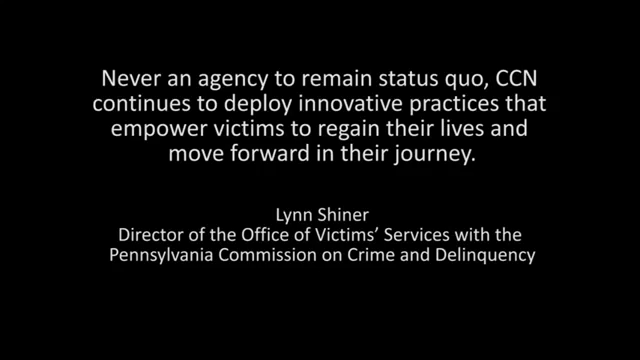 Never an agency to remain status quo, CCN
continues to deploy innovative practices that
empower victims to regain their lives and
move forward in their journey.
Lynn Shiner
Director of the Office of Victims’ Services with the
Pennsylvania Commission on Crime and Delinquency